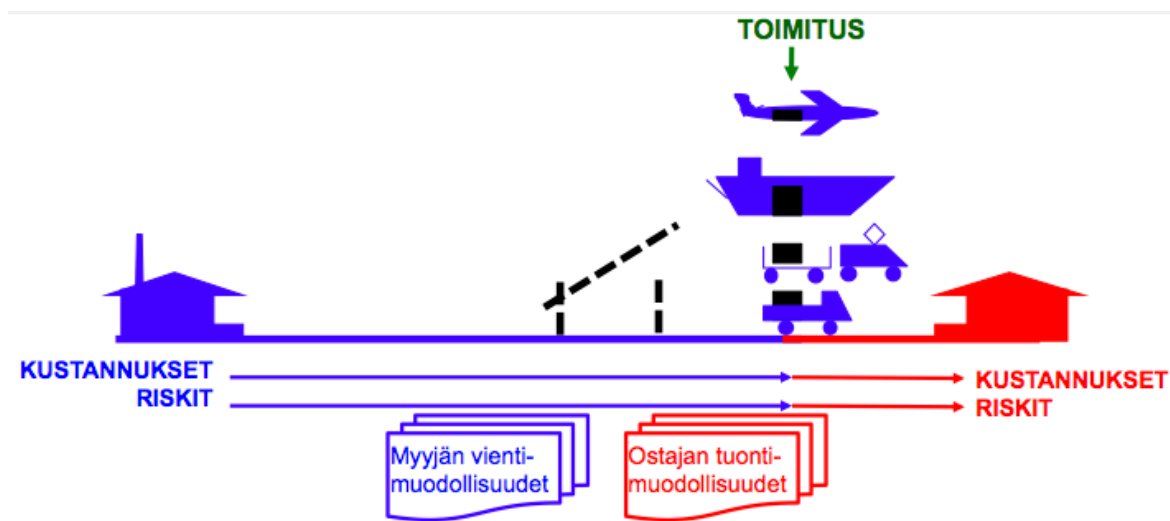 TOIMITUS
KUSTANNUKSET
RISKIT
KUSTANNUKSET
RISKIT
Myyjän vienti-
muodollisuudet
Ostajan tuonti-
muodollisuudet